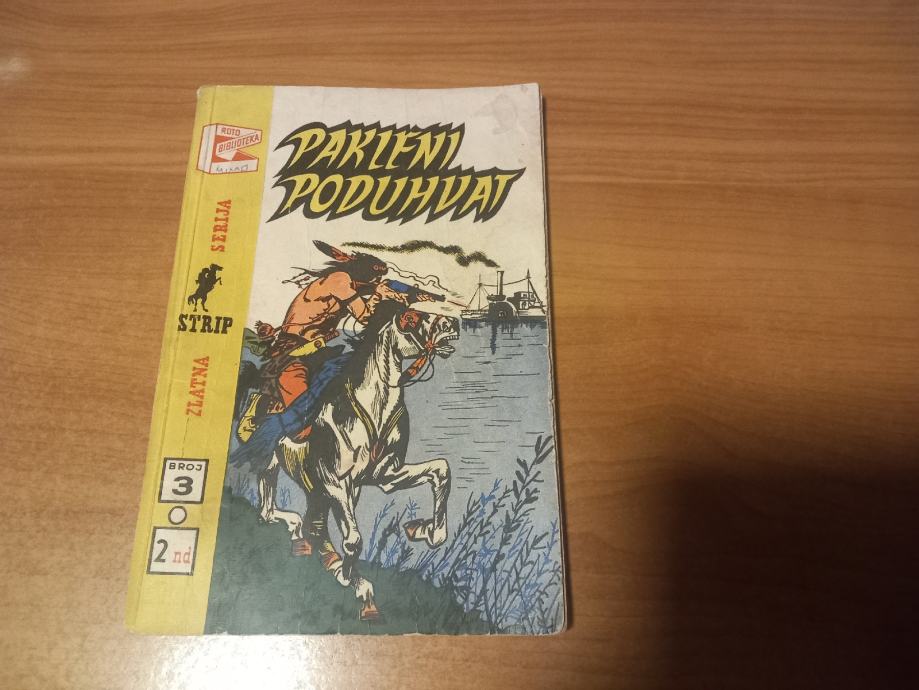 ROTO
BIBLIOTEKA
PAKLENI
PODUHVAT
ZLATNA
STRIP
SERIJA
BROJ
3
2 nd